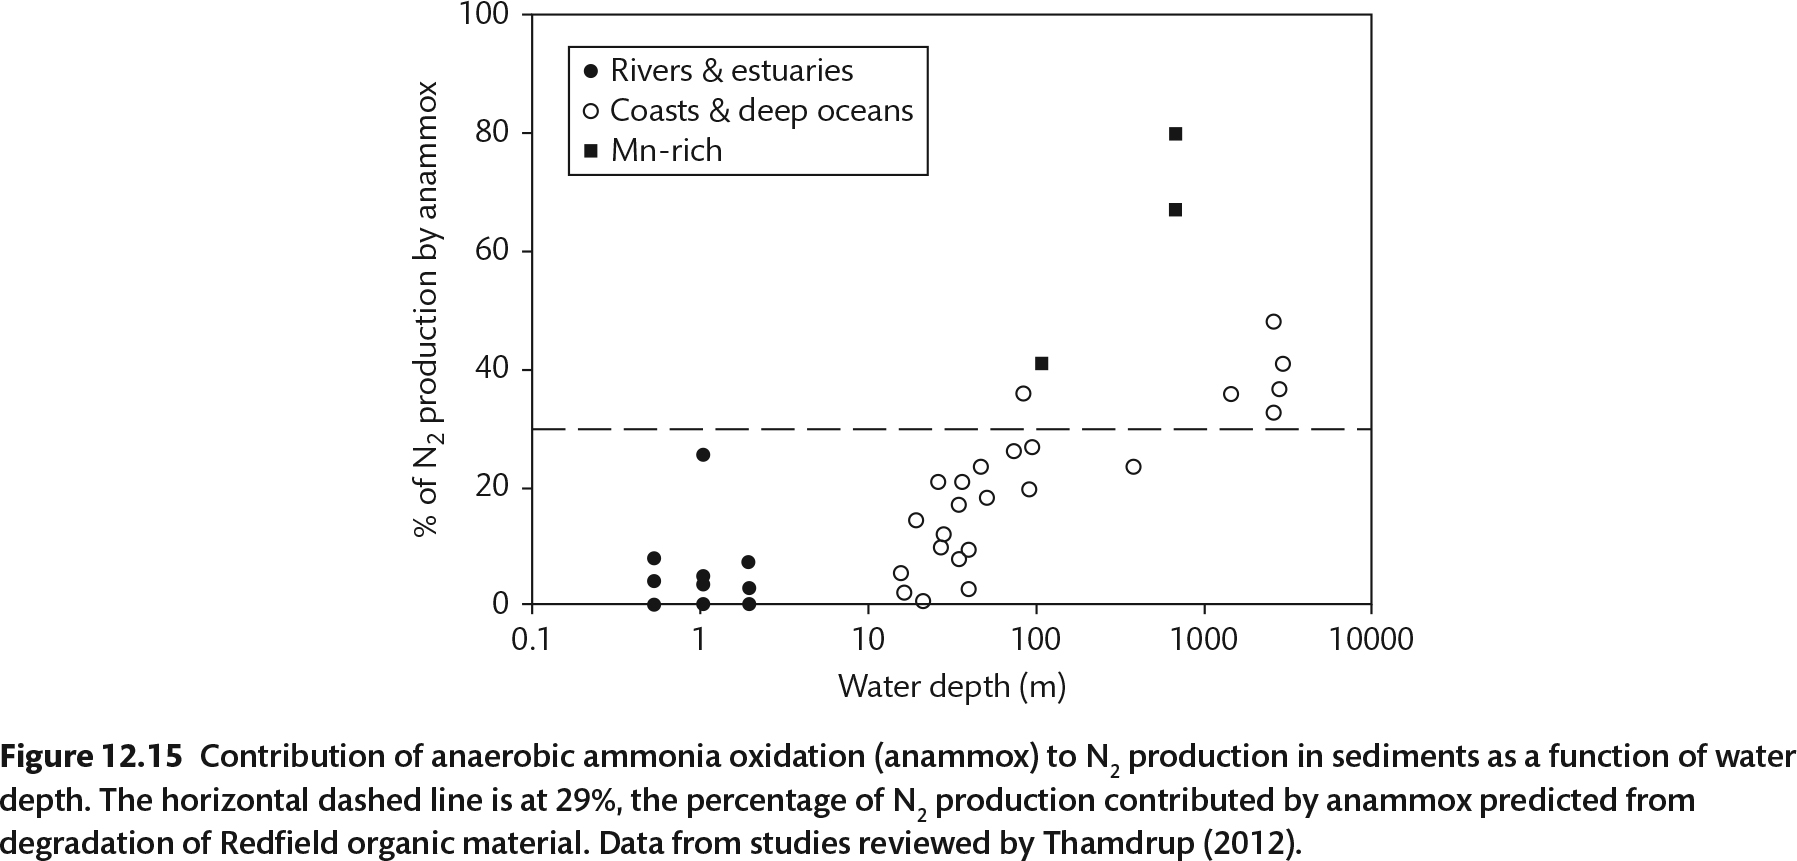 100
80
60
40
20
0
% of N2 production by anammox
Rivers & estuaries
Coasts & deep oceans
Mn-rich
0.1 1 10 100 1000 10000
Water depth (m)
Figure 12.15 Contribution of anaerobic ammonia oxidation (anammox) to N2 production in sediments as a function of water
depth. The horizontal dashed line is at 29%, the percentage of N2 production contributed by anammox predicted from
degradation of Redfield organic material. Data from studies reviewed by Thamdrup (2012).